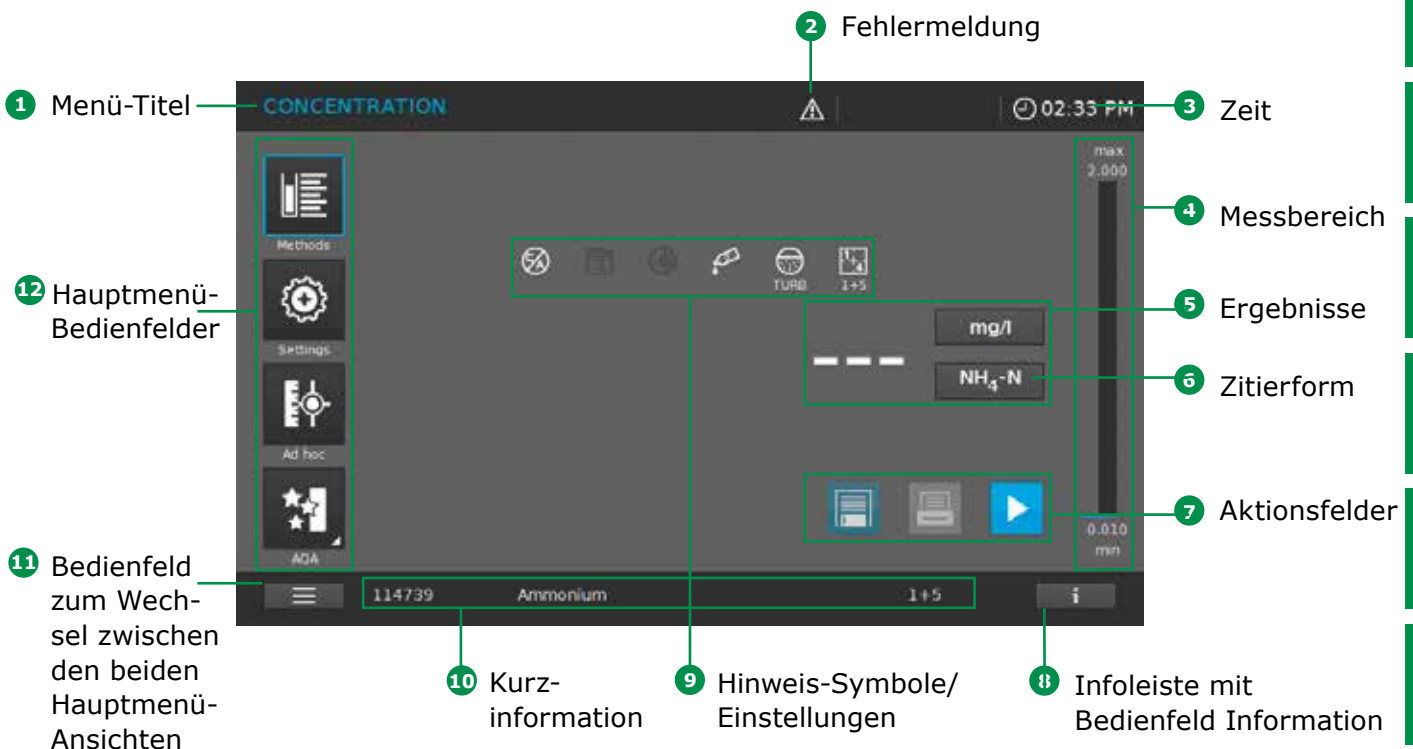 2 Fehlermeldung
1 Menü-Titel
CONCENTRATION
02:33 PM
3 Zeit
max
2.000
4 Messbereich
Methods
TURB
1+4
1+5
12 Hauptmenü-
Bedienfelder
Settings
mg/l
5 Ergebnisse
NH4-N
6 Zitierform
Ad hoc
7 Aktionsfelder
0.010
min
AQA
11 Bedienfeld
zum Wech-
sel zwischen
den beiden
Hauptmenü-
Ansichten
114739 Ammonium 1+5
i
10 Kurz-
information
9 Hinweis-Symbole/
Einstellungen
8 Infoleiste mit
Bedienfeld Information